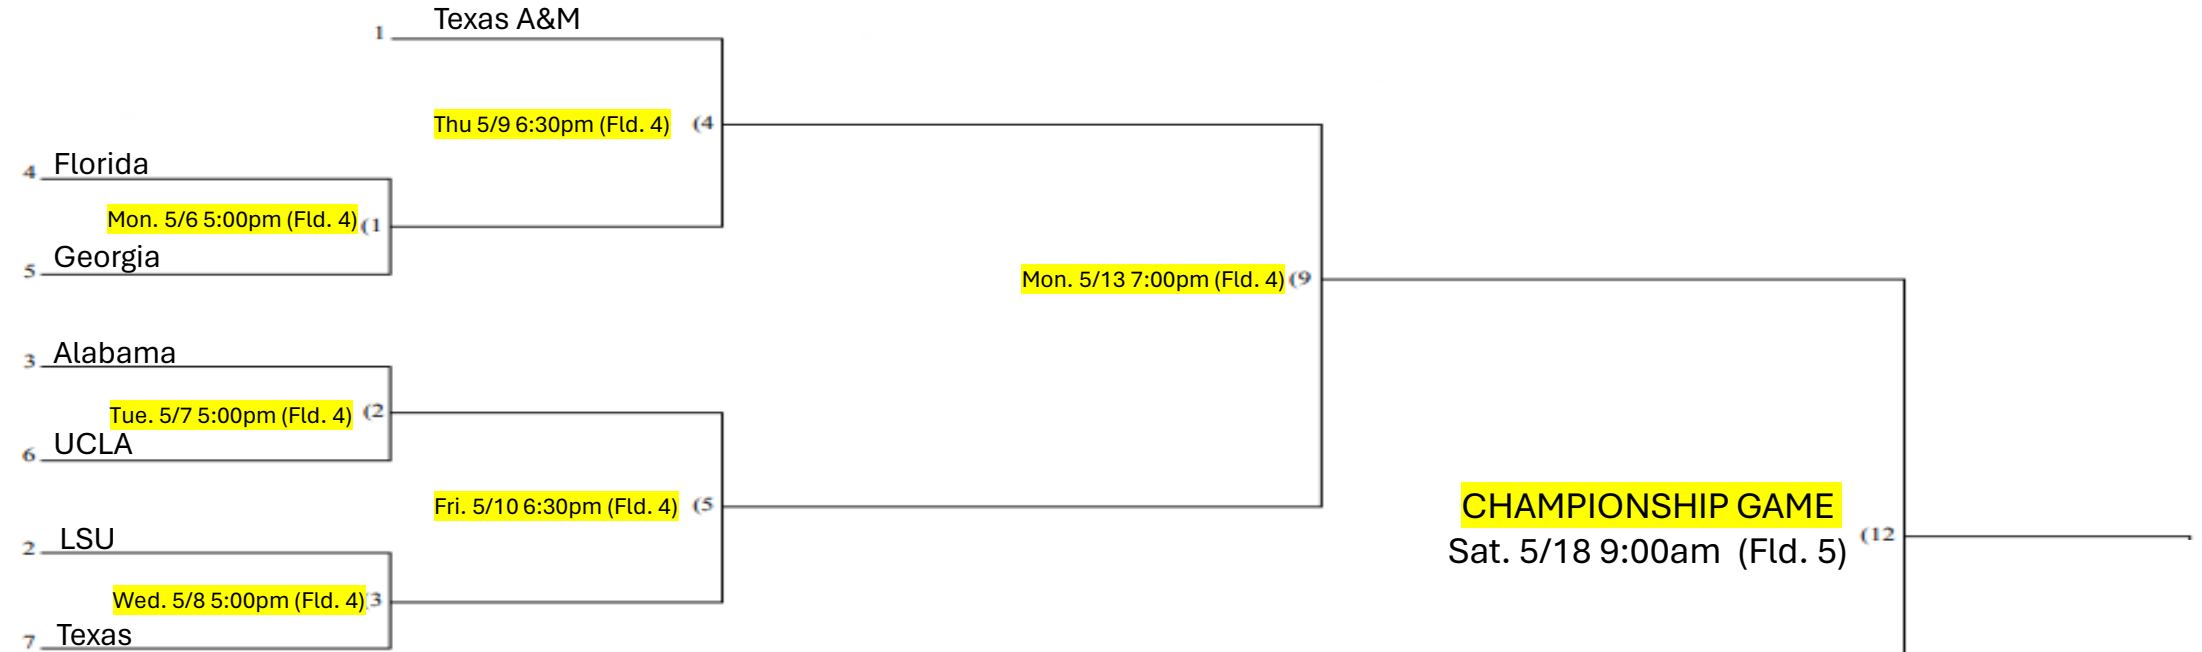 1 Texas A&M
Thu 5/9 6:30pm (Fld. 4) (4
4 Florida
Mon. 5/6 5:00pm (Fld. 4) (1
5 Georgia
Mon. 5/13 7:00pm (Fld. 4) (9
3 Alabama
Tue. 5/7 5:00pm (Fld. 4) (2
6 UCLA
Fri. 5/10 6:30pm (Fld. 4) (5
CHAMPIONSHIP GAME
(12
Sat. 5/18 9:00am (Fld. 5)
2 LSU
Wed. 5/8 5:00pm (Fld. 4) (3
7 Texas